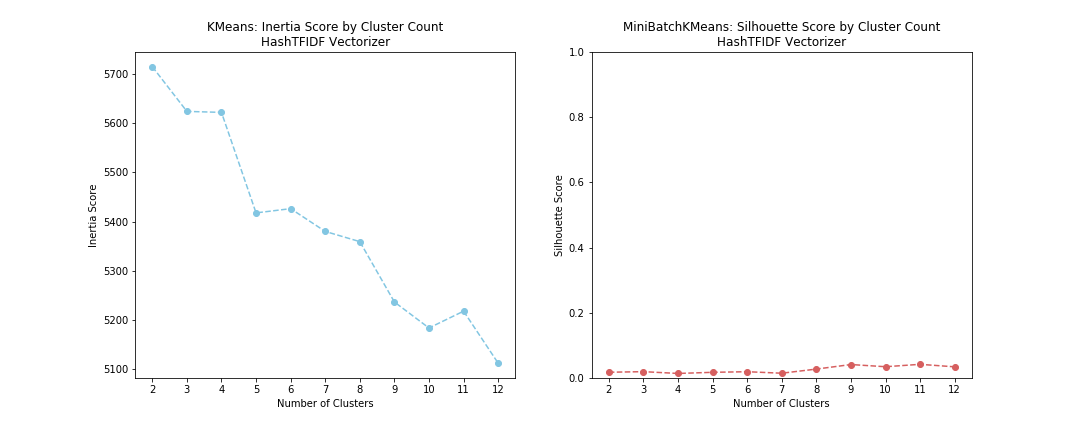 KMeans: Inertia Score by Cluster Count
HashTFIDF Vectorizer
5700
5600
5500
5400
5300
5200
5100
Inertia Score
2 3 4 5 6 7 8 9 10 11 12
Number of Clusters
MiniBatchKMeans: Silhouette Score by Cluster Count
HashTFIDF Vectorizer
1.0
0.8
0.6
0.4
0.2
0.0
Silhouette Score
2 3 4 5 6 7 8 9 10 11 12
Number of Clusters